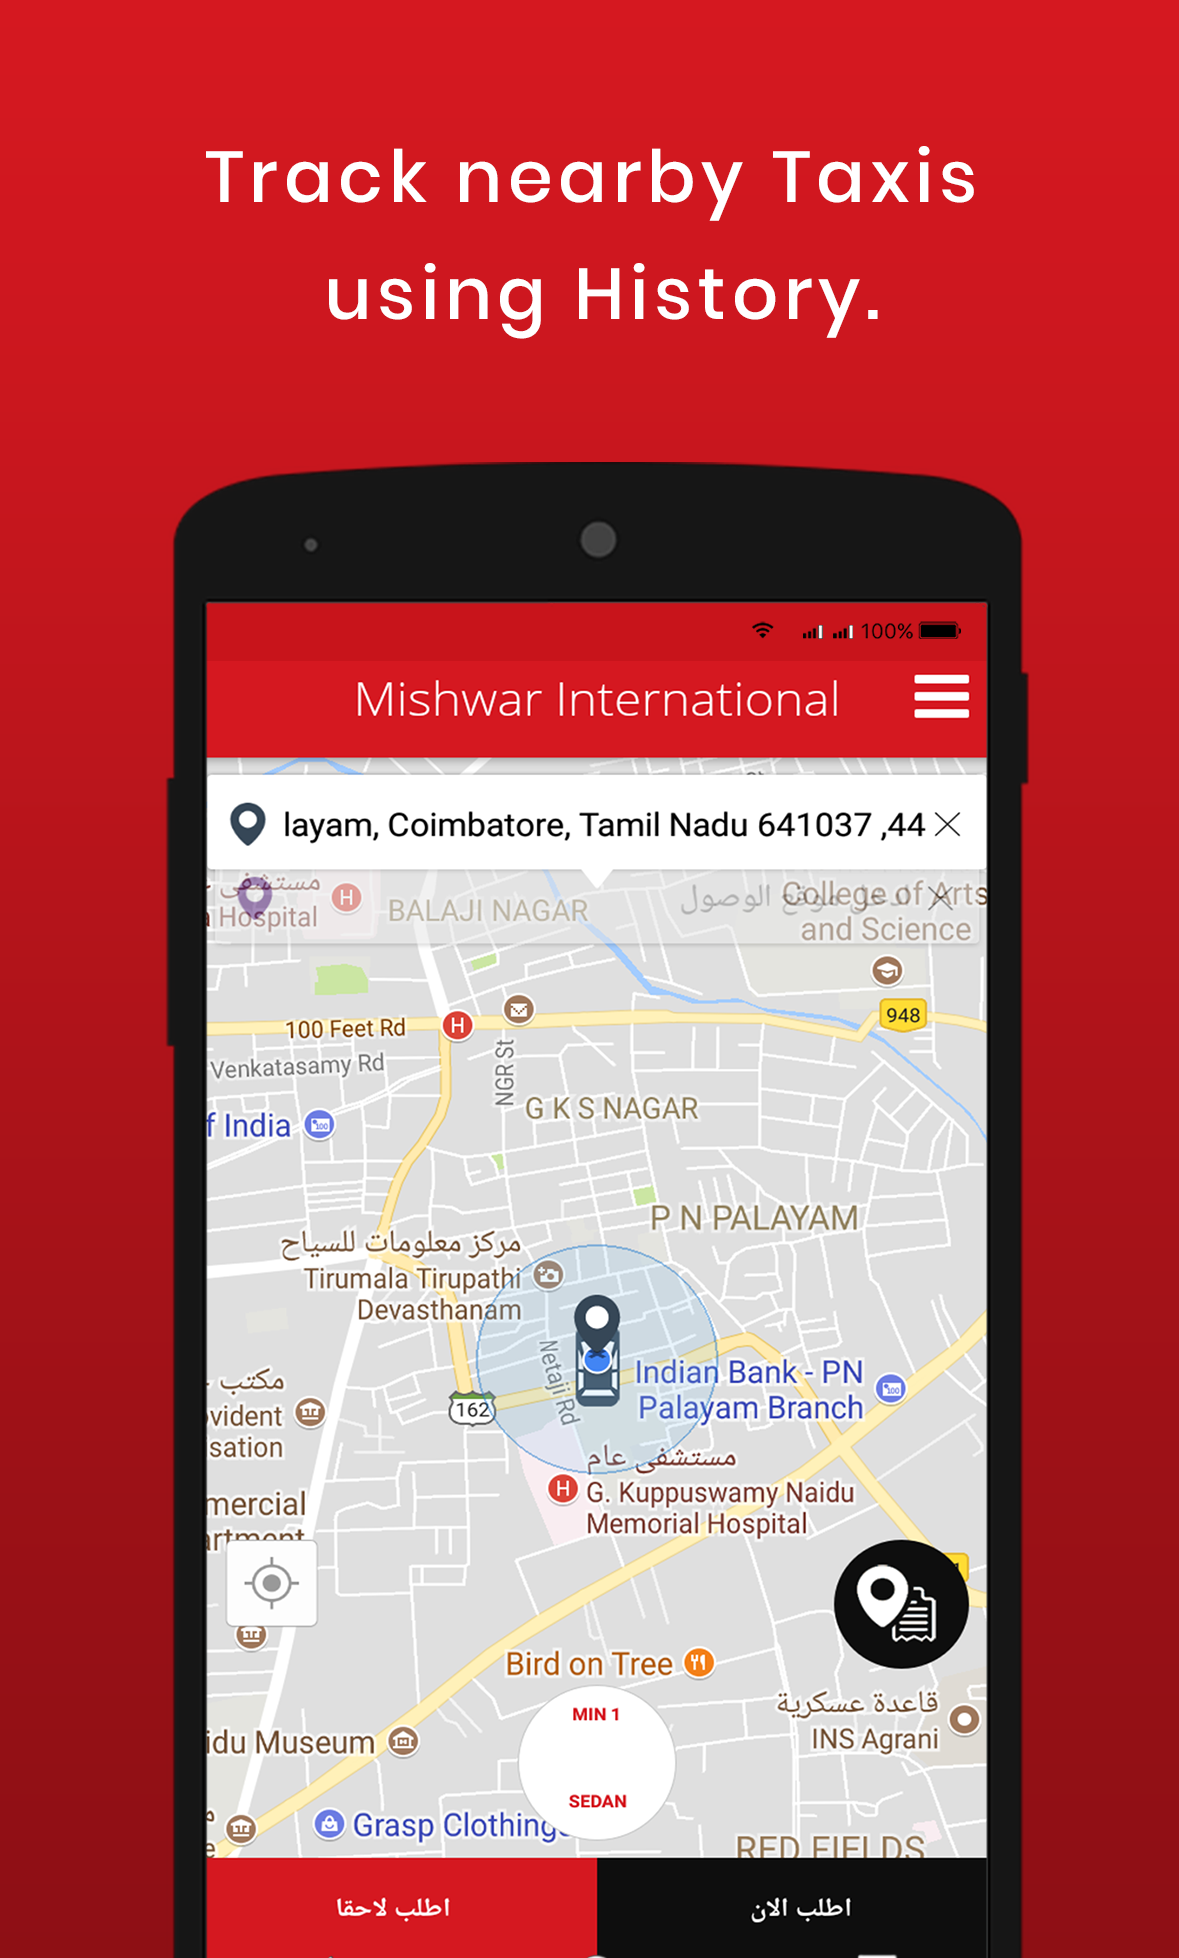 Track nearby Taxis
using History.
100%
Mishwar International
layam, Coimbatore, Tamil Nadu 641037 ,44
مستشفى
Hospital
H
BALAJI NAGAR
ادخل موقع الوصول
College of Arts
and Science
948
100 Feet Rd
H
Venkatasamy Rd
NGR St
G K S NAGAR
f India
P N PALAYAM
مركز معلومات للسياح
Tirumala Tirupathi
Devasthanam
Netaji Rd
Indian Bank - PN
Palayam Branch
162
مكتب
vident
sation
مستشفى عام
H
G. Kuppuswamy Naidu
Memorial Hospital
mercial
artment
Bird on Tree
MIN 1
SEDAN
قاعدة عسكرية
INS Agrani
idu Museum
Grasp Clothing
RED FIELDS
اطلب الان
اطلب لاحقا